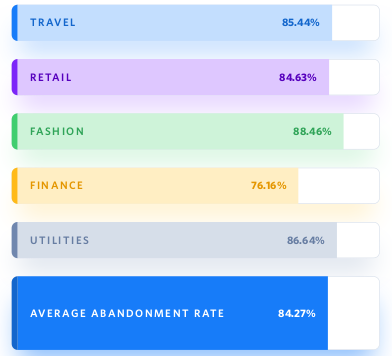 TRAVEL 85.44%
RETAIL 84.63%
FASHION 88.46%
FINANCE 76.16%
UTILITIES 86.64%
AVERAGE ABANDONMENT RATE 84.27%